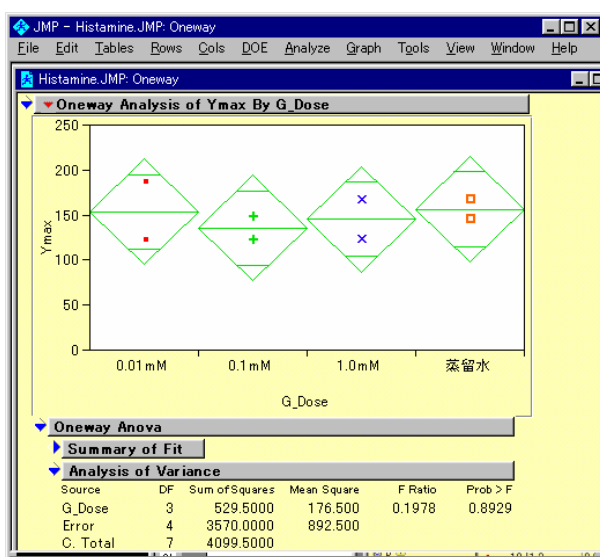 JMP - Histamine.JMP: Oneway
File Edit Tables Rows Cols DOE Analyze Graph Tools View Window Help
Histamine.JMP: Oneway
Oneway Analysis of Ymax By G_Dose
250
200
150
100
50
0
Ymax
0.01mM 0.1mM 1.0mM 蒸留水
G_Dose
Oneway Anova
Summary of Fit
Analysis of Variance
Source DF Sum of Squares Mean Square F Ratio Prob > F
G_Dose 3 529.5000 176.500 0.1978 0.8929
Error 4 3570.0000 892.500
C. Total 7 4099.5000